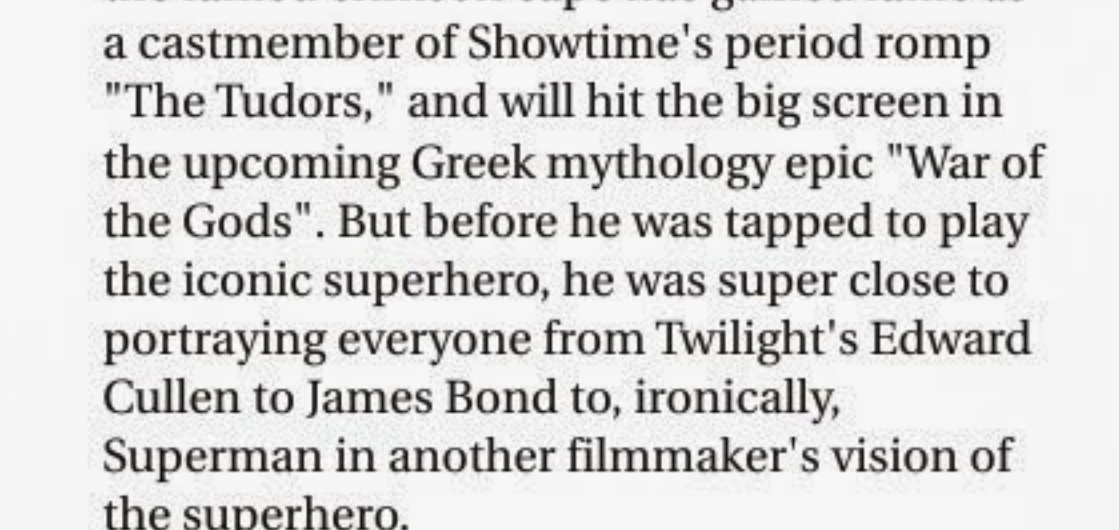 a castmember of Showtime's period romp
"The Tudors," and will hit the big screen in
the upcoming Greek mythology epic "War of
the Gods". But before he was tapped to play
the iconic superhero, he was super close to
portraying everyone from Twilight's Edward
Cullen to James Bond to, ironically,
Superman in another filmmaker's vision of
the superhero.